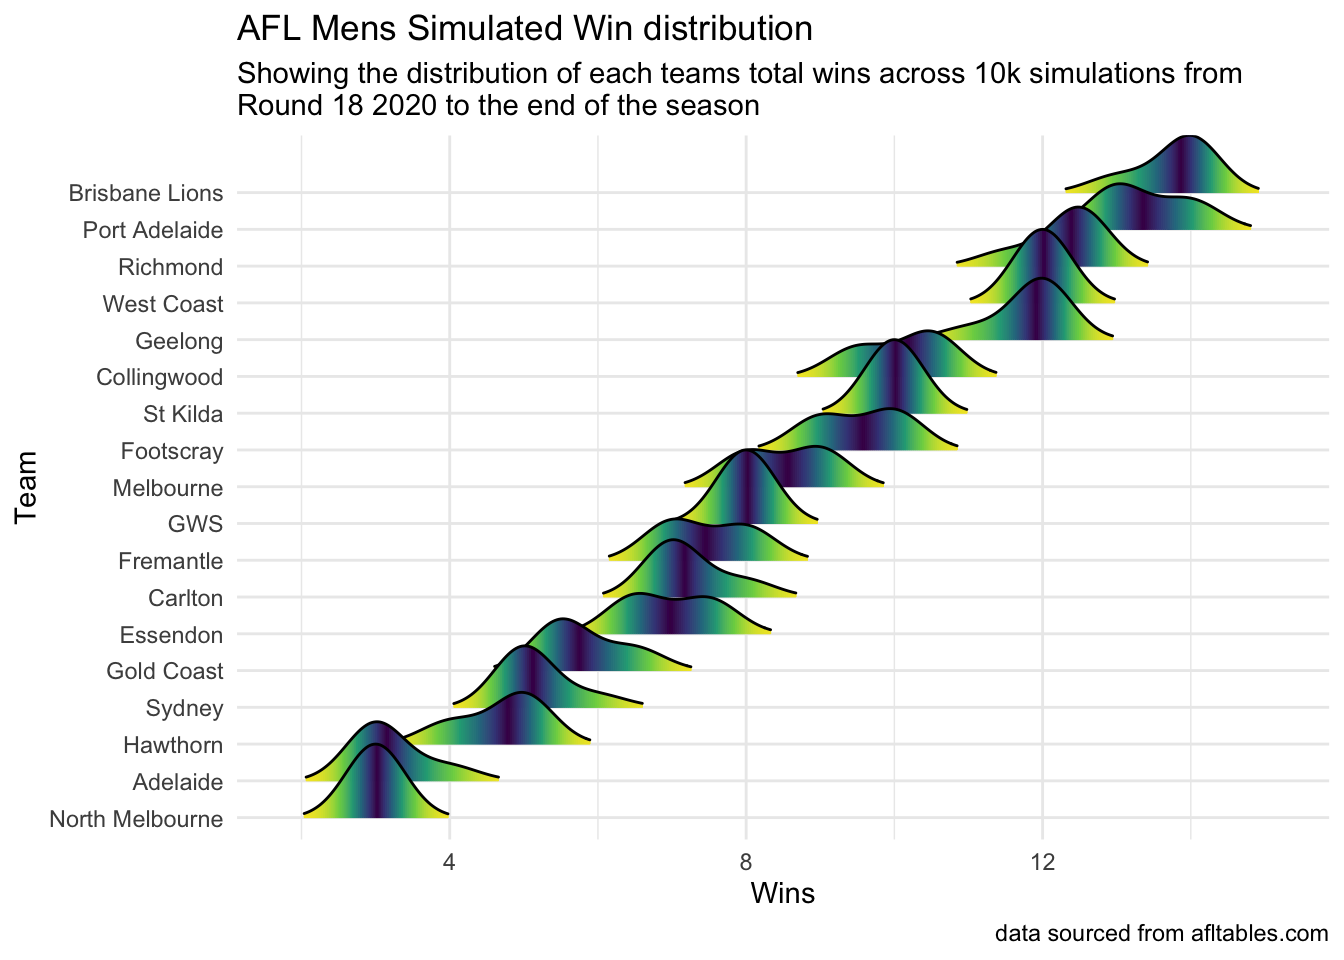 AFL Mens Simulated Win distribution
Showing the distribution of each teams total wins across 10k simulations from
Round 18 2020 to the end of the season
Brisbane Lions
Port Adelaide
Richmond
West Coast
Geelong
Collingwood
St Kilda
Footscray
Melbourne
GWS
Fremantle
Carlton
Essendon
Gold Coast
Sydney
Hawthorn
Adelaide
North Melbourne
Team
4 8 12
Wins
data sourced from afltables.com